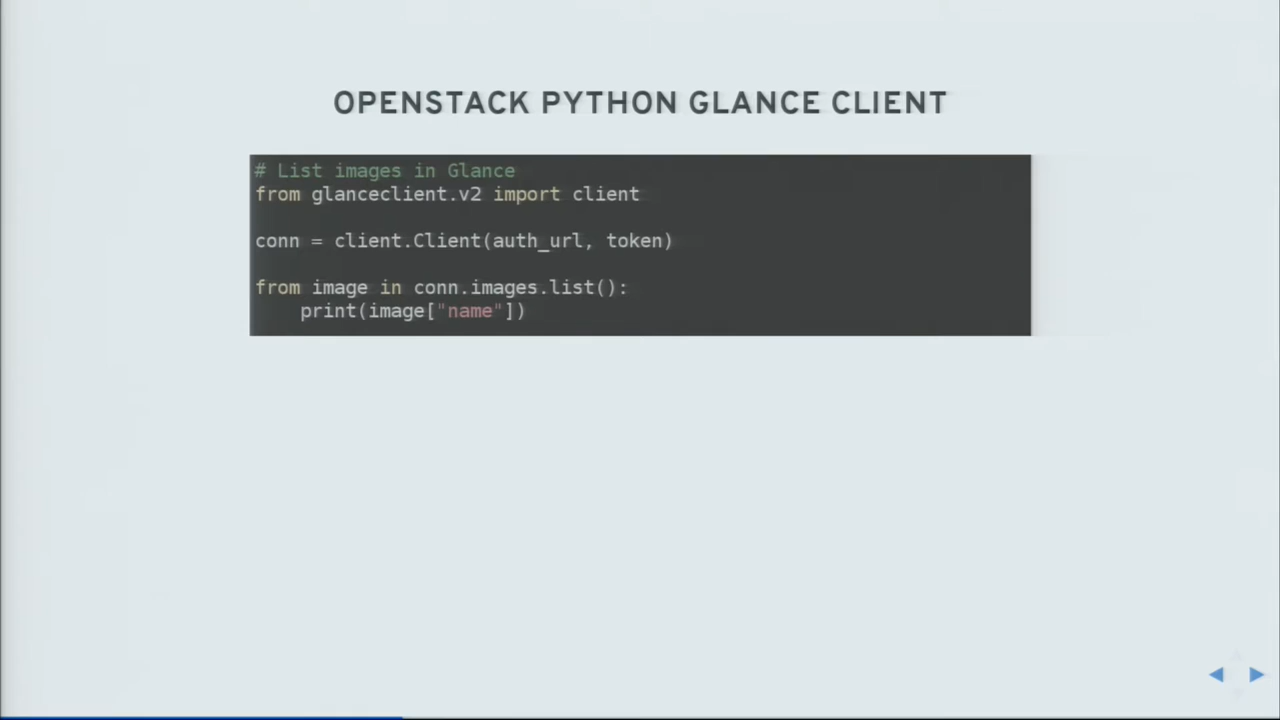 OPENSTACK PYTHON GLANCE CLIENT
# List images in Glance
from glanceclient.v2 import client
conn = client.Client(auth_url, token)
from image in conn.images.list():
    print(image["name"])